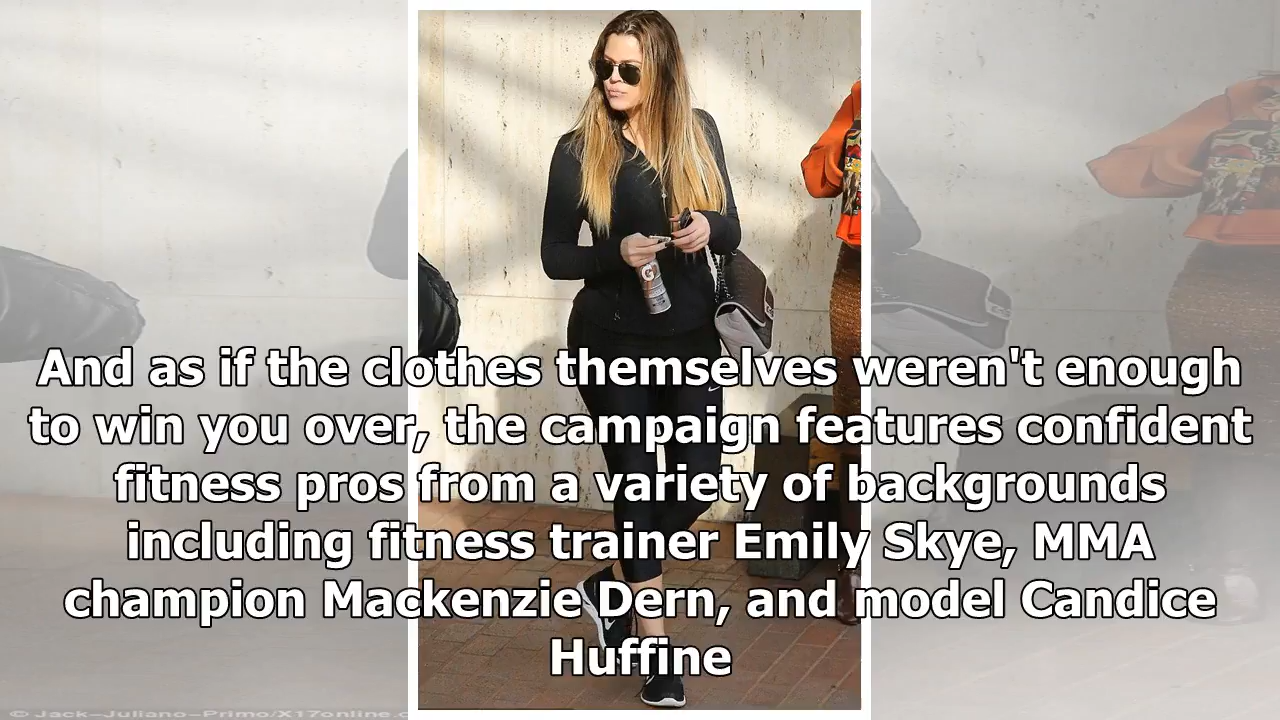 And as if the clothes themselves weren't enough
to win you over, the campaign features confident
fitness pros from a variety of backgrounds
including fitness trainer Emily Skye, MMA
champion Mackenzie Dern, and model Candice
Huffine
G
© Jack-Juliano-Primo/X17online.c